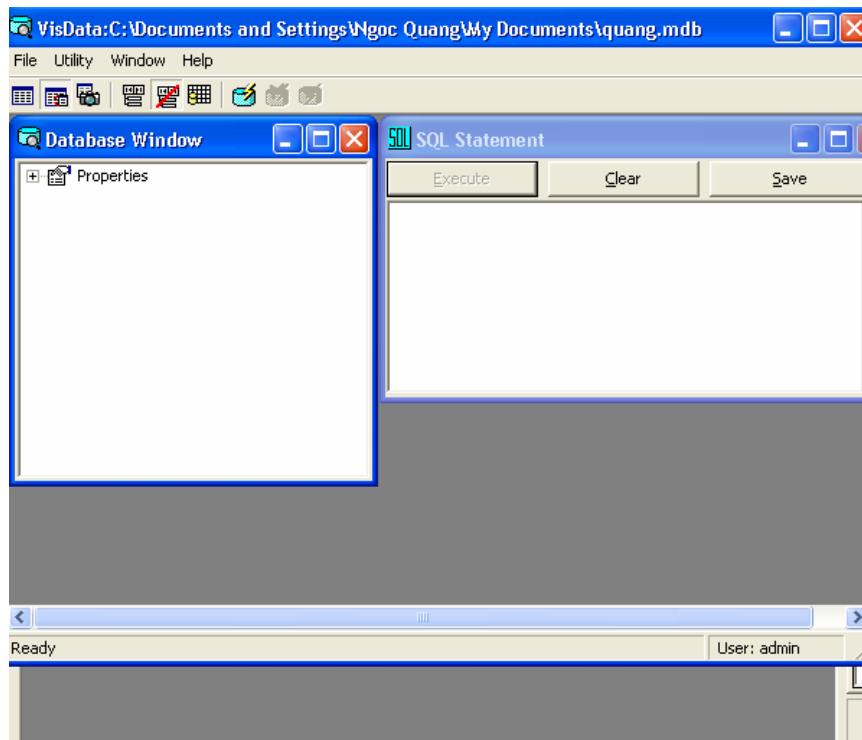 VisData:C:\Documents and Settings\Ngoc Quang\My Documents\quang.mdb
File Utility Window Help
Database Window
Properties
SQL SQL Statement
Execute Clear Save
Ready
User: admin